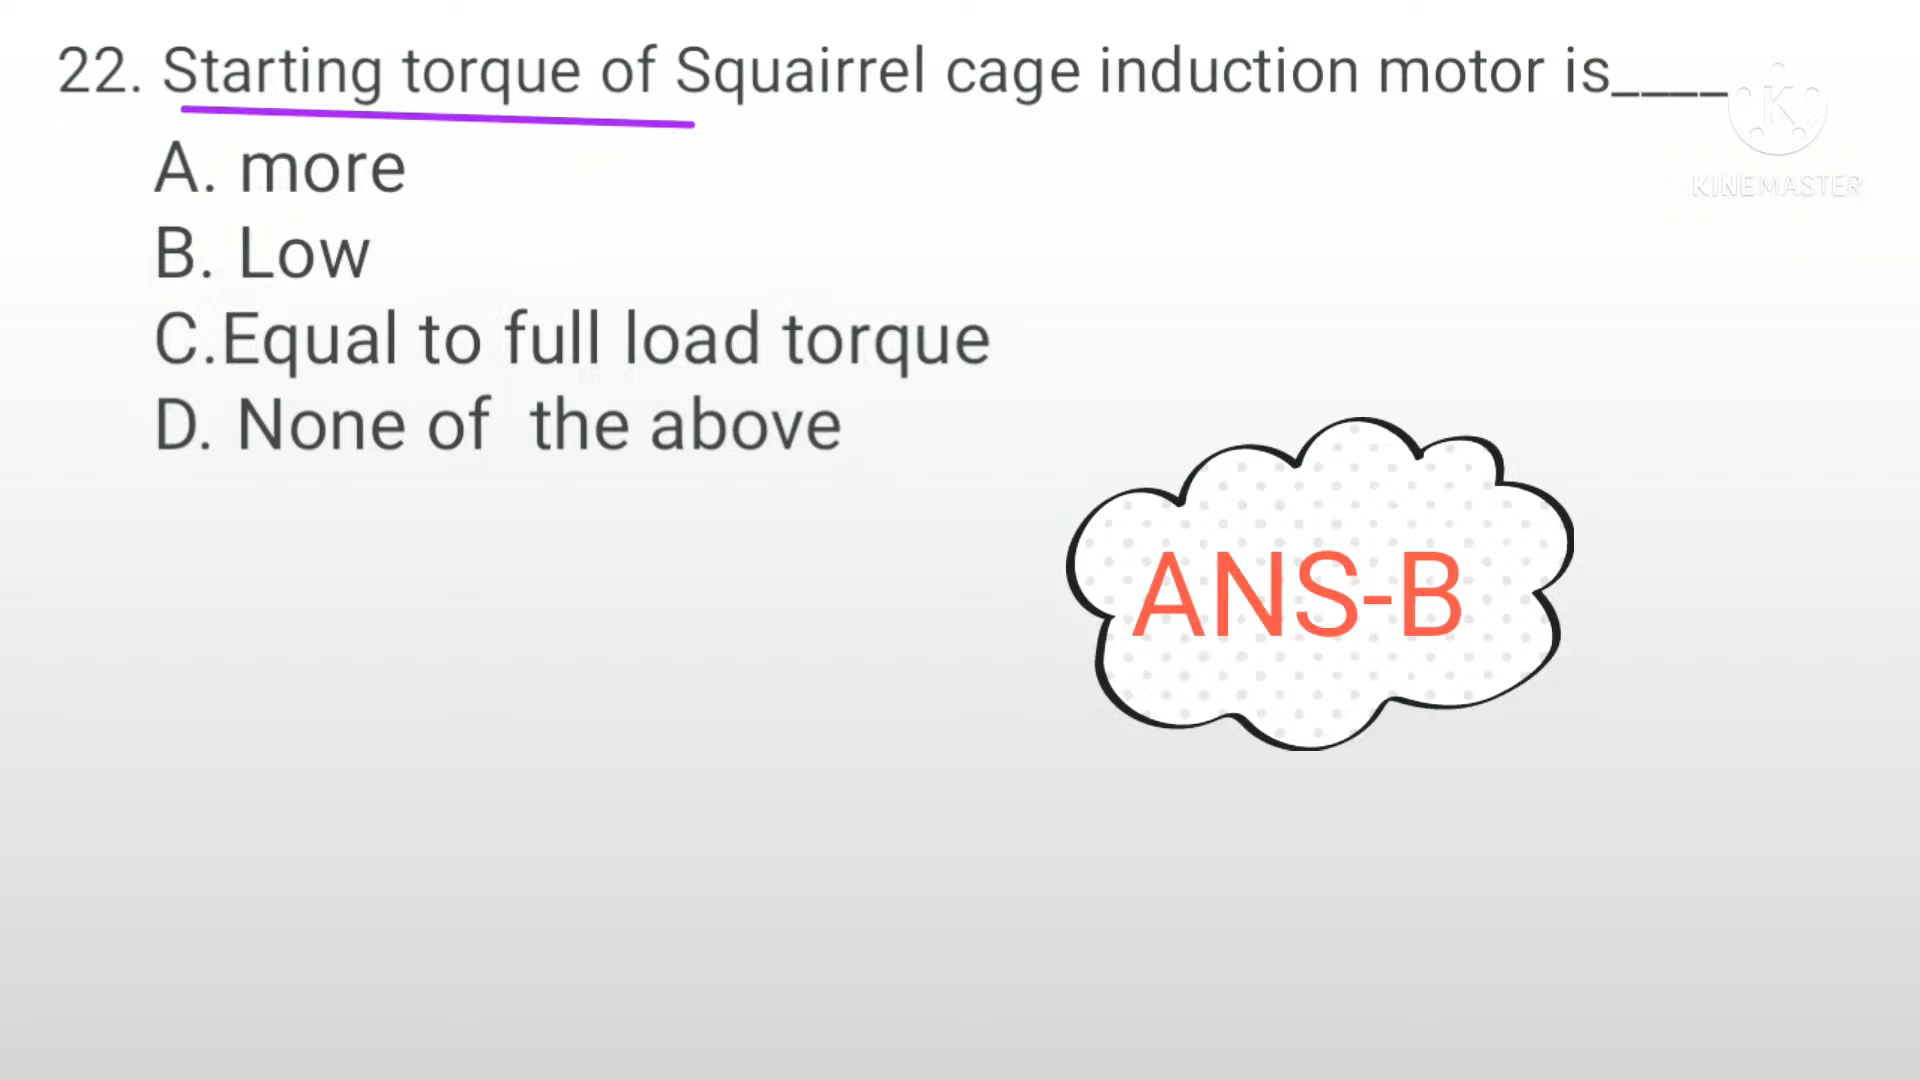 22. Starting torque of Squairrel cage induction motor is____
A. more
B. Low
C.Equal to full load torque
D. None of the above
ANS-B
K
KINEMASTER